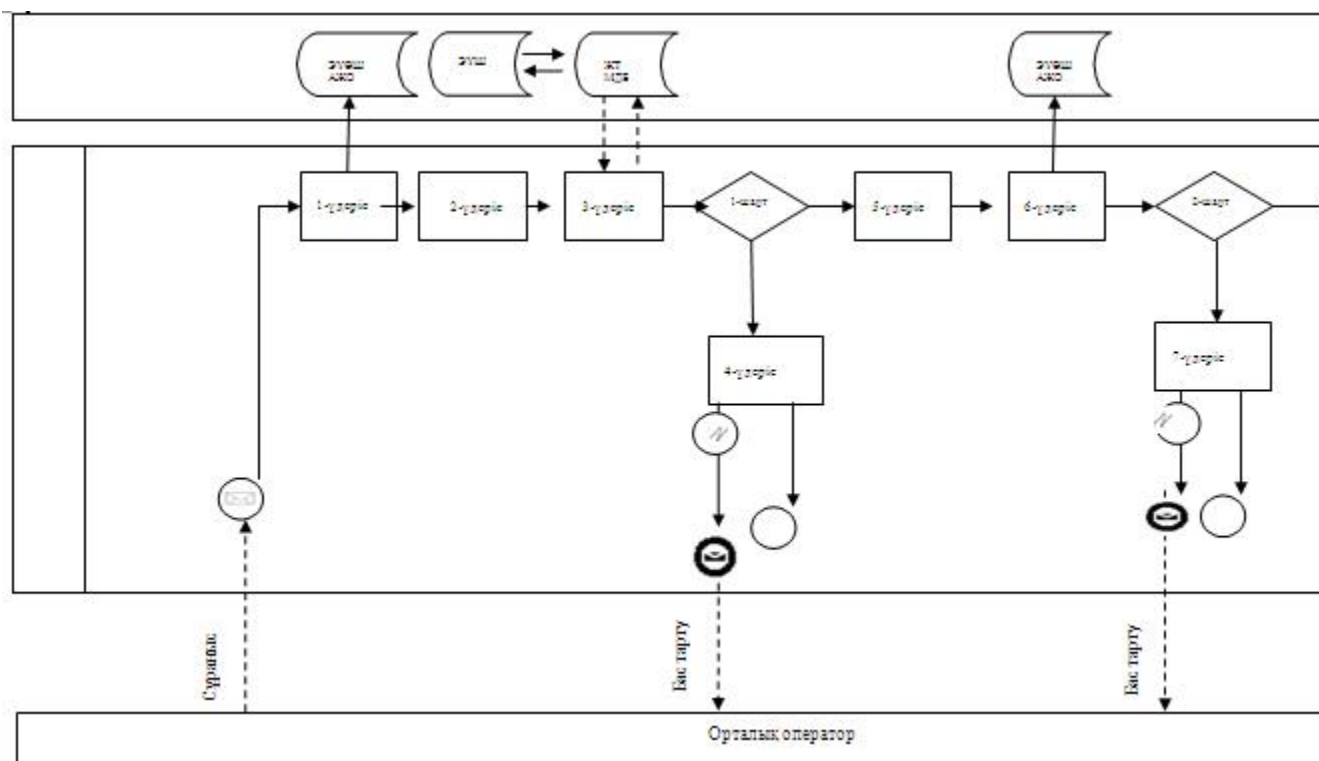 ЭҮӨШ
АЖО
ЭҮШ
ЖТ
МДБ
ЭҮӨШ
АЖО
1-үдеріс
2-үдеріс
3-үдеріс
1-шарт
5-үдеріс
6-үдеріс
2-шарт
4-үдеріс
7-үдеріс
Сұраныс
Бас тарту
Бас тарту
Орталық оператор